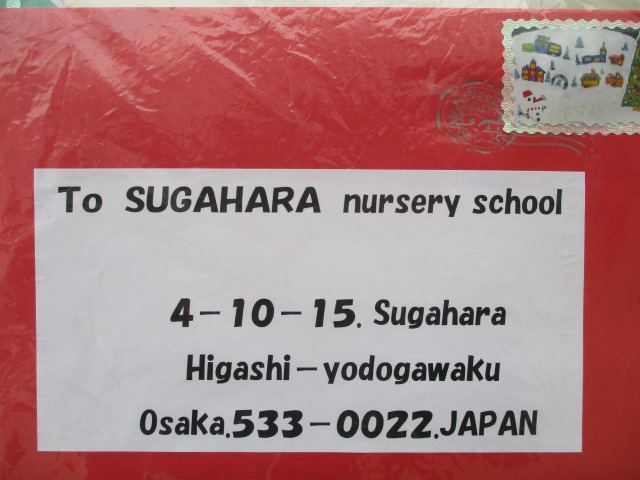 To SUGAHARA nursery school
4-10-15. Sugahara
Higashi-yodogawaku
Osaka.533-0022.JAPAN